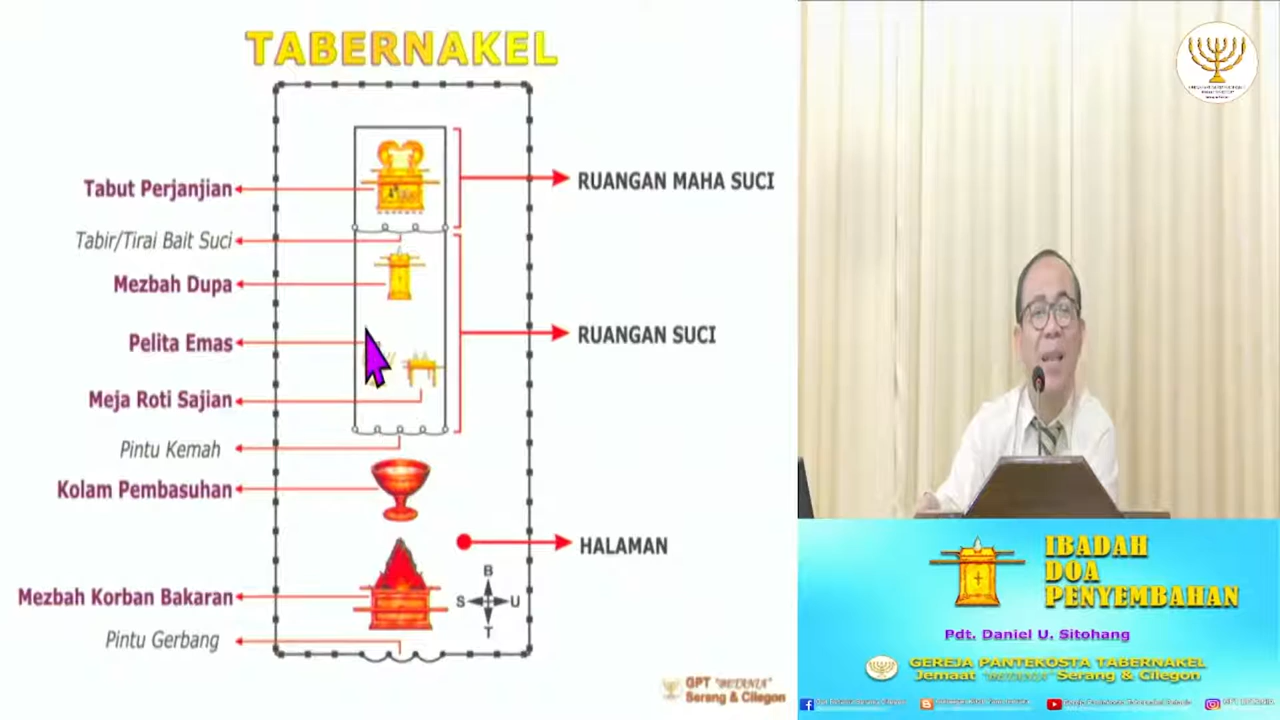 TABERNAKEL
Tabut Perjanjian
RUANGAN MAHA SUCI
Tabir/Tirai Bait Suci
Mezbah Dupa
Pelita Emas
RUANGAN SUCI
Meja Roti Sajian
Pintu Kemah
Kolam Pembasuhan
HALAMAN
B
S
U
T
Mezbah Korban Bakaran
Pintu Gerbang
GPT "BETANIA"
Serang & Cilegon
IBADAH
DOA
PENYEMBAHAN
Pdt. Daniel U. Sitohang
GEREJA PANTEKOSTA TABERNAKEL
Jemaat "BETANIA" Serang & Cilegon